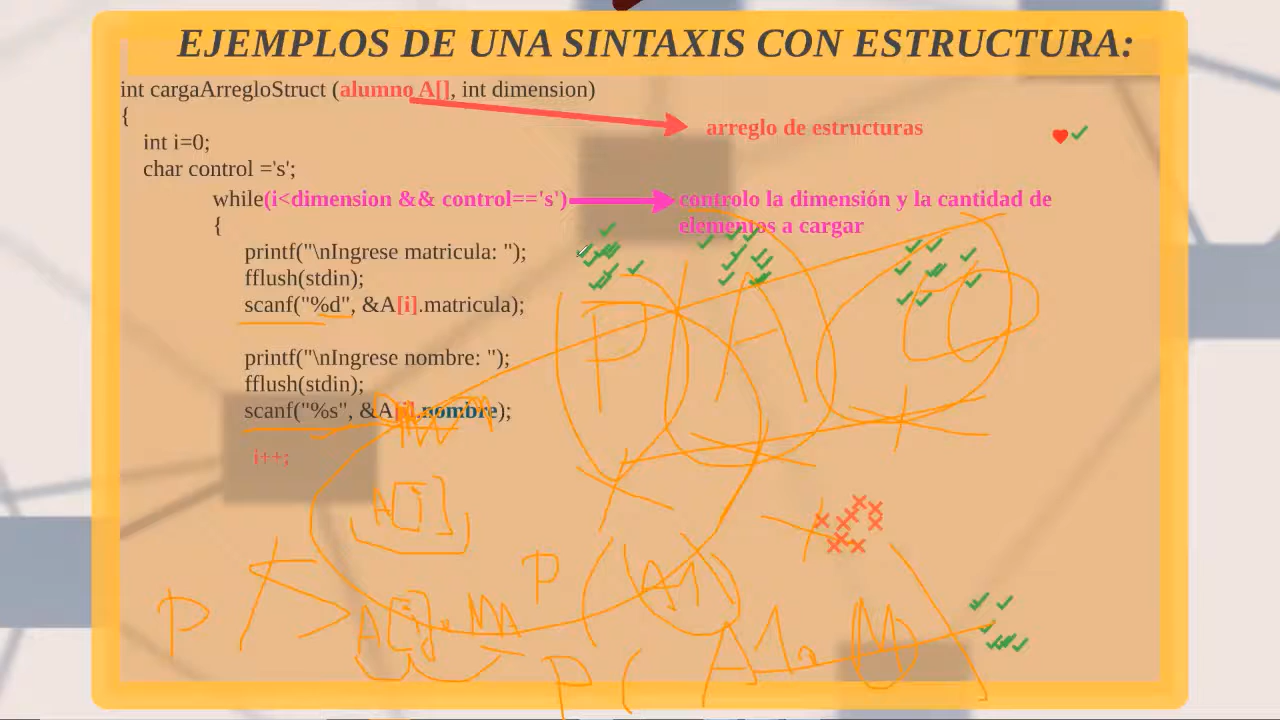 EJEMPLOS DE UNA SINTAXIS CON ESTRUCTURA:
int cargaArregloStruct (alumno A[], int dimension)
{
arreglo de estructuras
int i=0;
char control ='s';
while(i<dimension && control=='s')
controlo la dimensión y la cantidad de
elementos a cargar
{
printf("\nIngrese matricula: ");
fflush(stdin);
scanf("%d", &A[i].matricula);
printf("\nIngrese nombre: ");
fflush(stdin);
scanf("%s", &A[i].nombre);
i++;
P A
A[i]
P
P
A[i].M
M
P ( A1. M